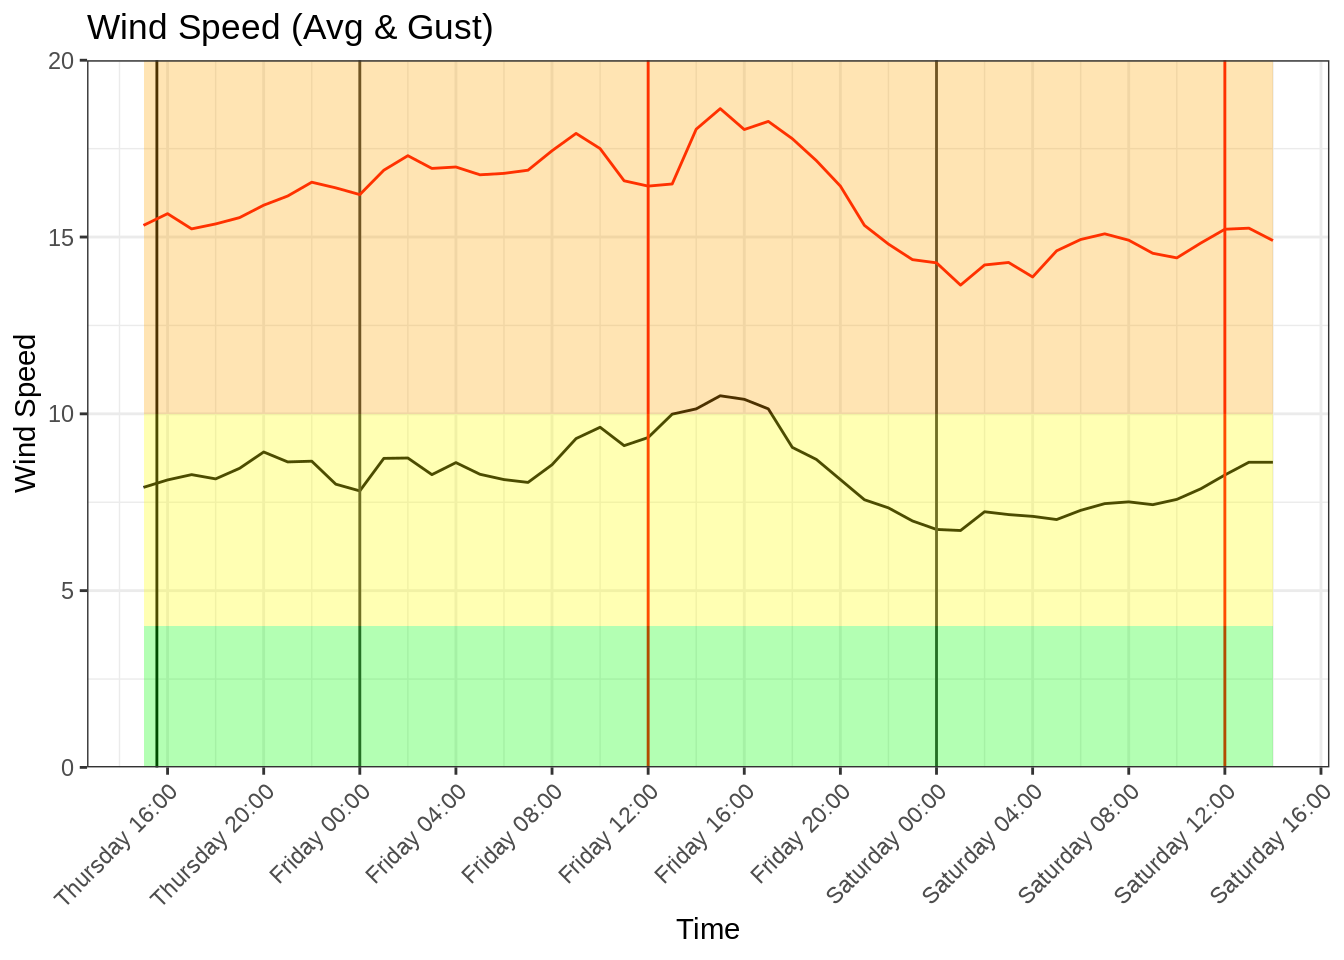 Wind Speed (Avg & Gust)
20
15
10
5
0
Wind Speed
Thursday 16:00
Thursday 20:00
Friday 00:00
Friday 04:00
Friday 08:00
Friday 12:00
Friday 16:00
Friday 20:00
Saturday 00:00
Saturday 04:00
Saturday 08:00
Saturday 12:00
Saturday 16:00
Time